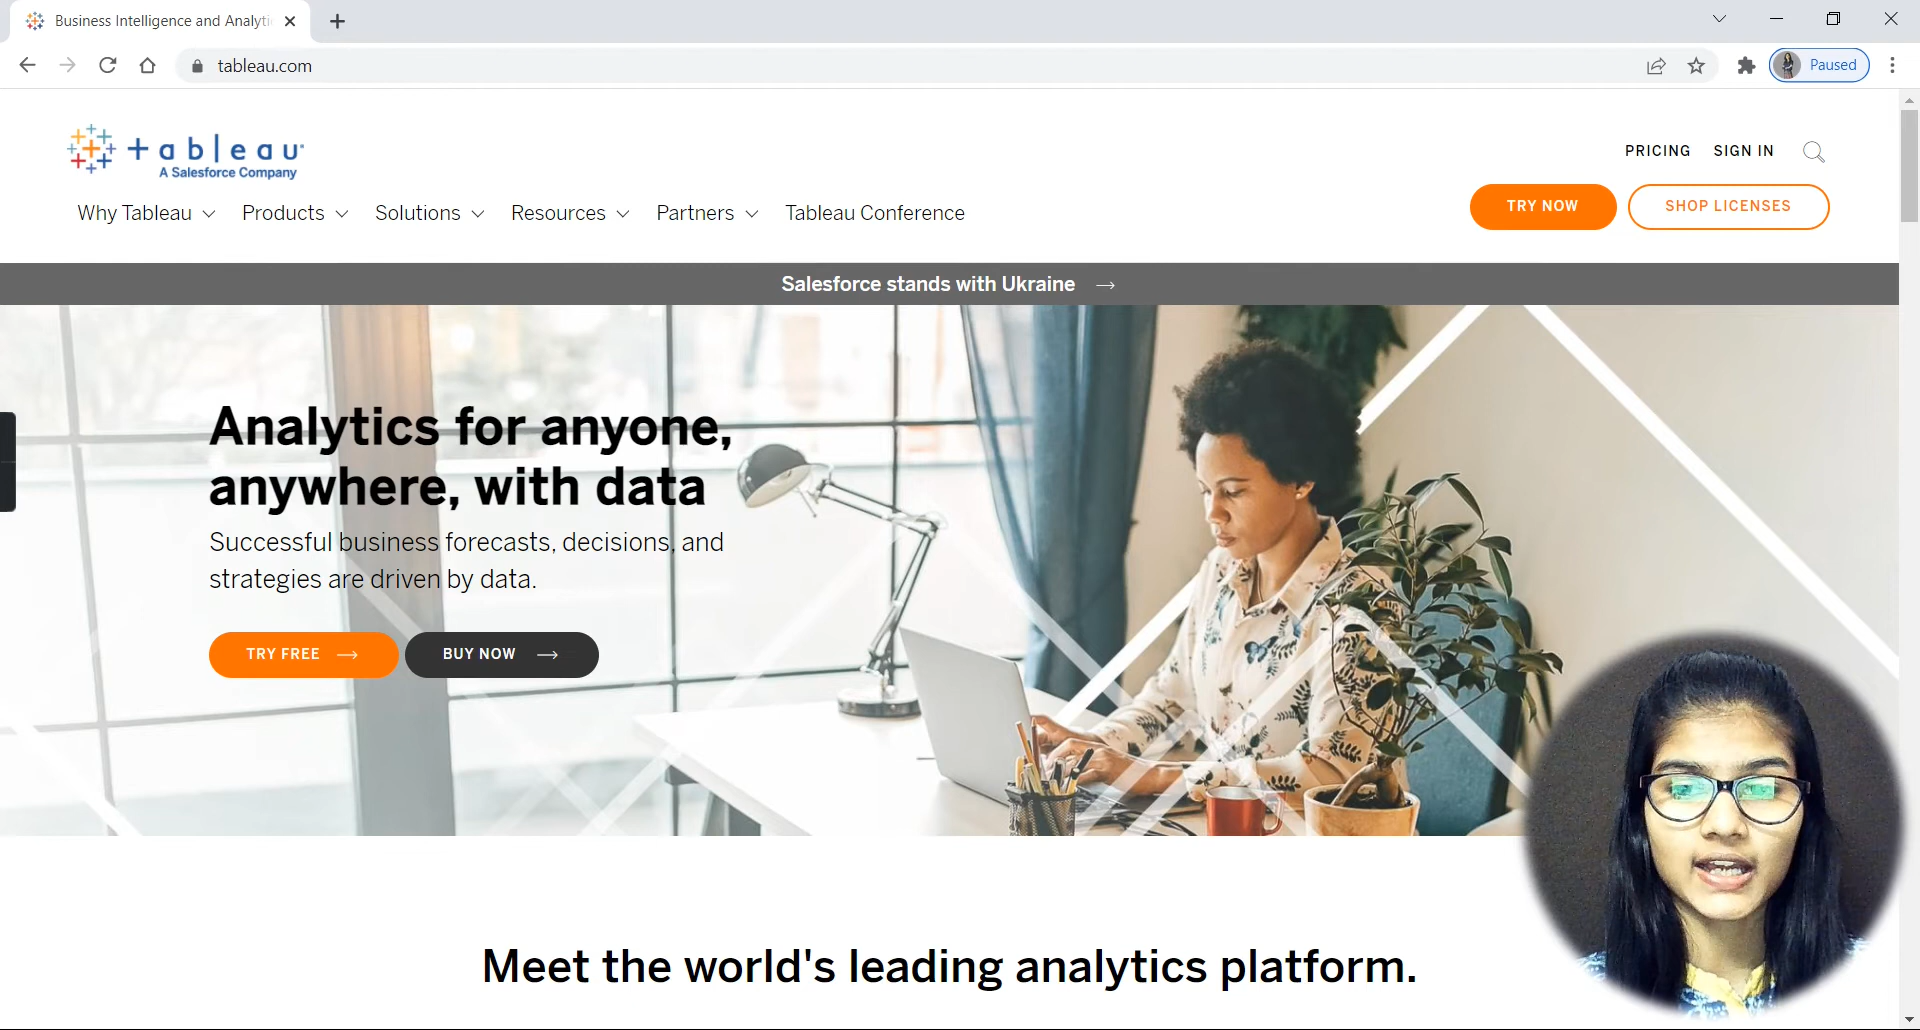 Business Intelligence and Analyti
tableau.com
Paused
tableau
A Salesforce Company
PRICING
SIGN IN
Why Tableau
Products
Solutions
Resources
Partners
Tableau Conference
TRY NOW
SHOP LICENSES
Salesforce stands with Ukraine →
Analytics for anyone,
anywhere, with data
Successful business forecasts, decisions, and
strategies are driven by data.
TRY FREE →
BUY NOW →
Meet the world's leading analytics platform.